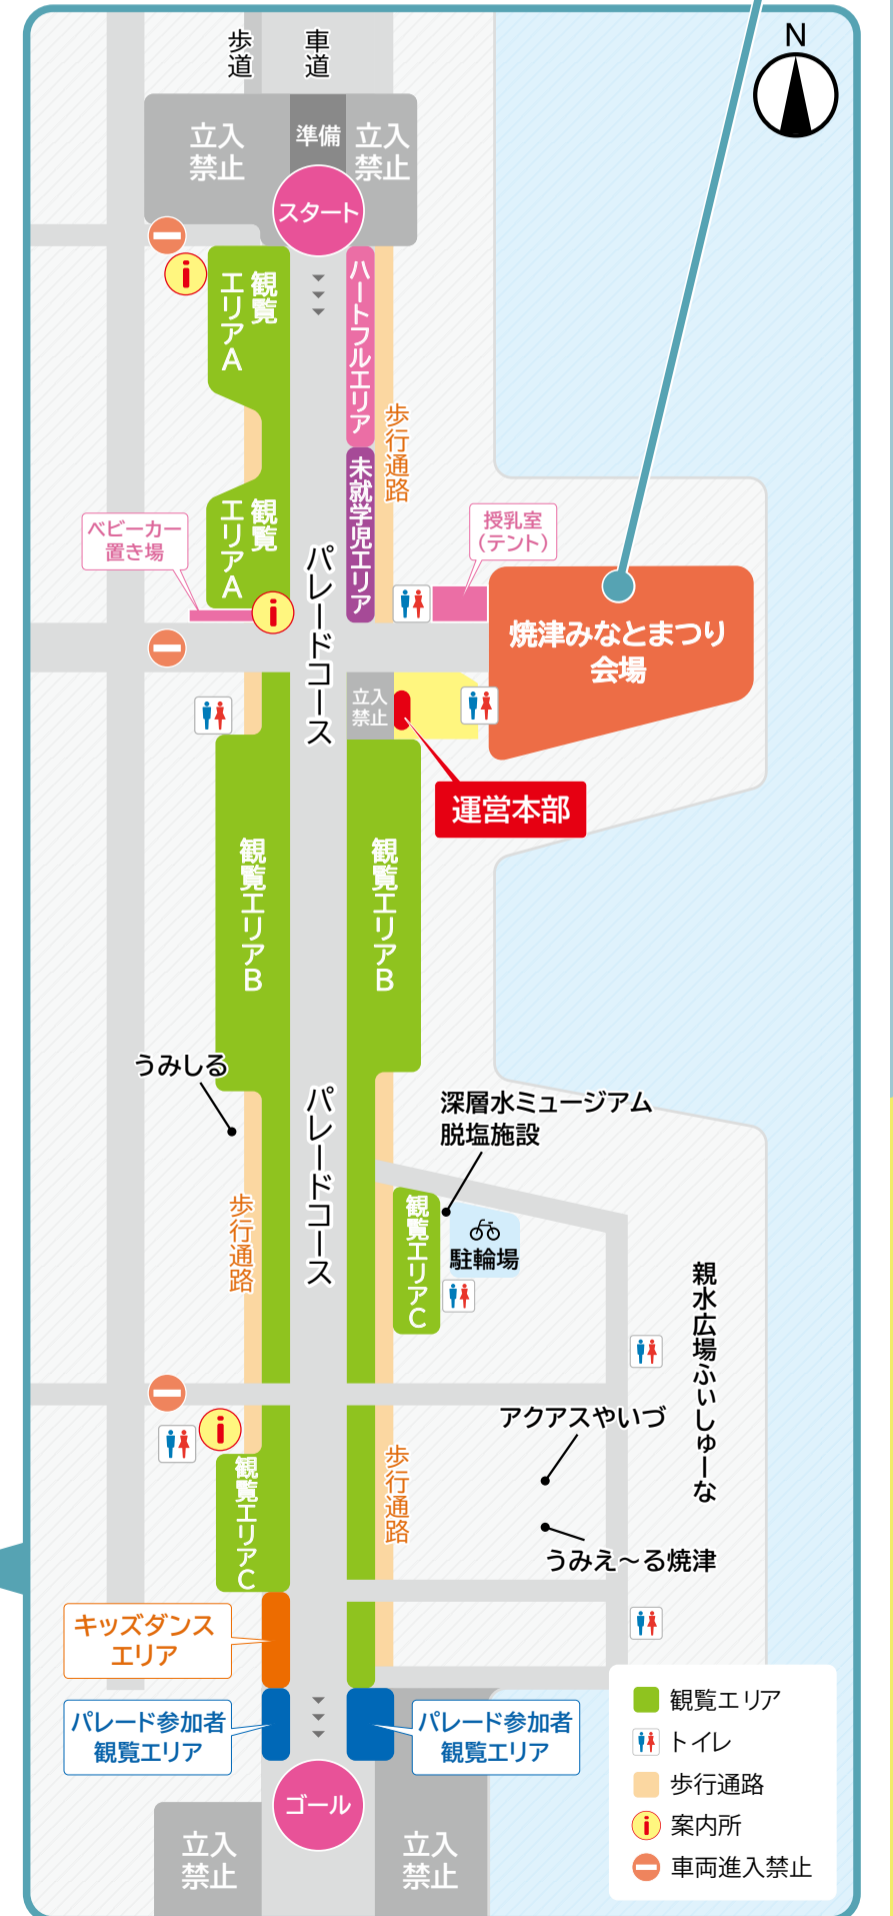 N
歩道
車道
立入
禁止
準備
立入
禁止
スタート
観覧
エリアA
ハートフルエリア
歩行通路
未就学児エリア
観覧
エリアA
ベビーカー
置き場
授乳室
(テント)
パレードコース
焼津みなとまつり
会場
立入
禁止
運営本部
観覧エリアB
観覧エリアB
うみしる
パレードコース
深層水ミュージアム
脱塩施設
歩行通路
観覧エリアC
駐輪場
親水広場ふぃしゅーな
アクアスやいづ
観覧エリアC
歩行通路
うみえ～る焼津
キッズダンス
エリア
パレード参加者
観覧エリア
パレード参加者
観覧エリア
ゴール
立入
禁止
立入
禁止
観覧エリア
トイレ
歩行通路
案内所
車両進入禁止